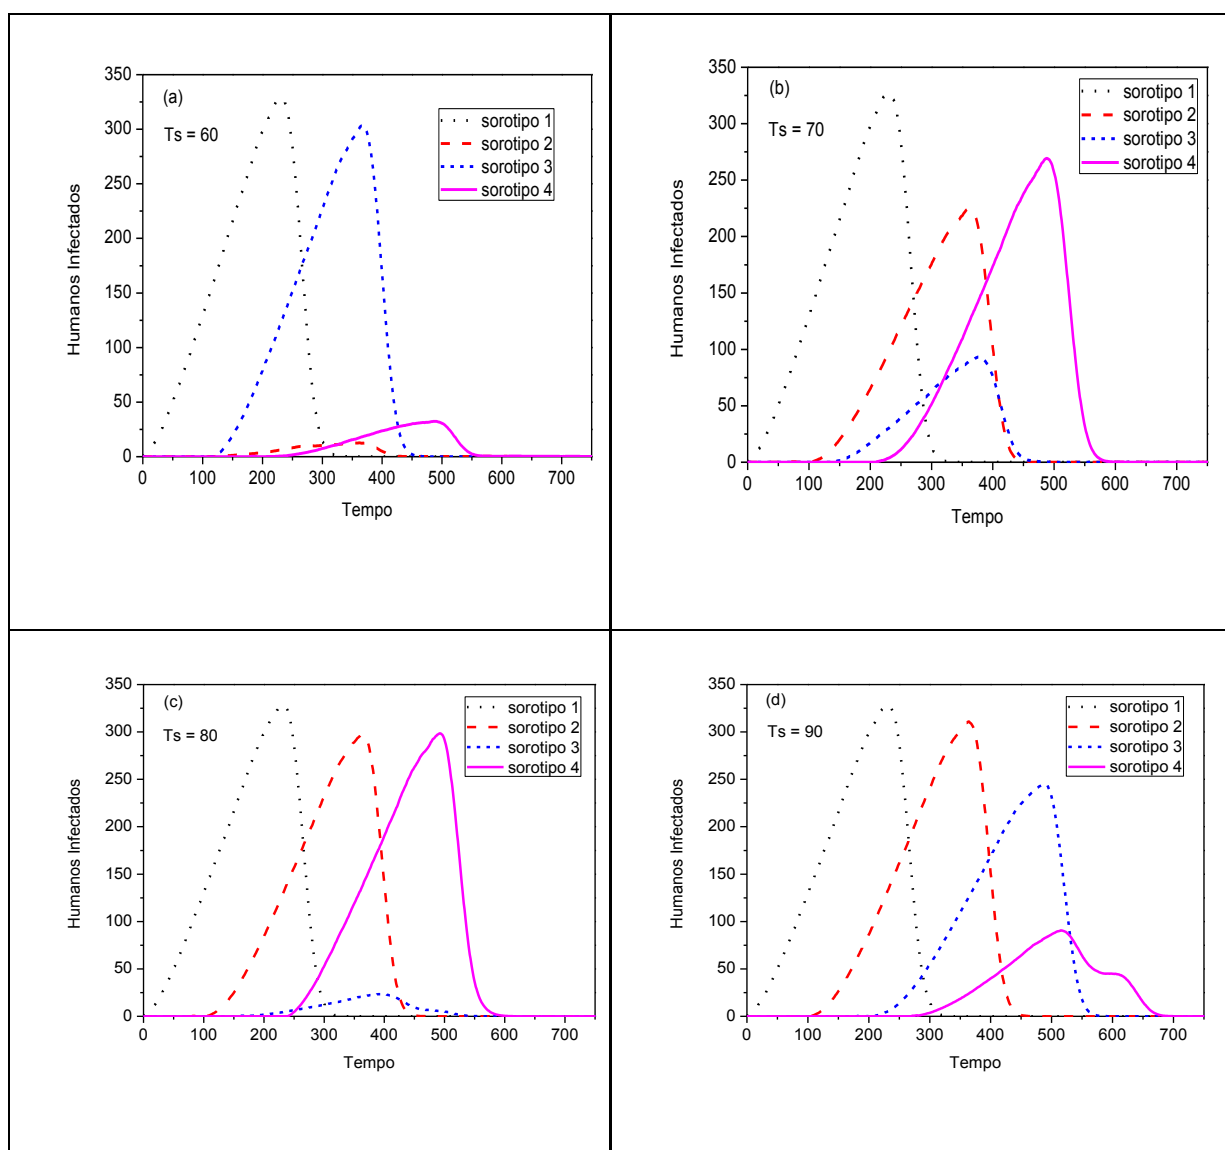 (a)
Ts = 60
sorotipo 1
sorotipo 2
sorotipo 3
sorotipo 4
350
300
250
200
150
100
50
0
Humanos Infectados
0 100 200 300 400 500 600 700
Tempo
(b)
Ts = 70
sorotipo 1
sorotipo 2
sorotipo 3
sorotipo 4
350
300
250
200
150
100
50
0
Humanos Infectados
0 100 200 300 400 500 600 700
Tempo
(c)
Ts = 80
sorotipo 1
sorotipo 2
sorotipo 3
sorotipo 4
350
300
250
200
150
100
50
0
Humanos Infectados
0 100 200 300 400 500 600 700
Tempo
(d)
Ts = 90
sorotipo 1
sorotipo 2
sorotipo 3
sorotipo 4
350
300
250
200
150
100
50
0
Humanos Infectados
0 100 200 300 400 500 600 700
Tempo